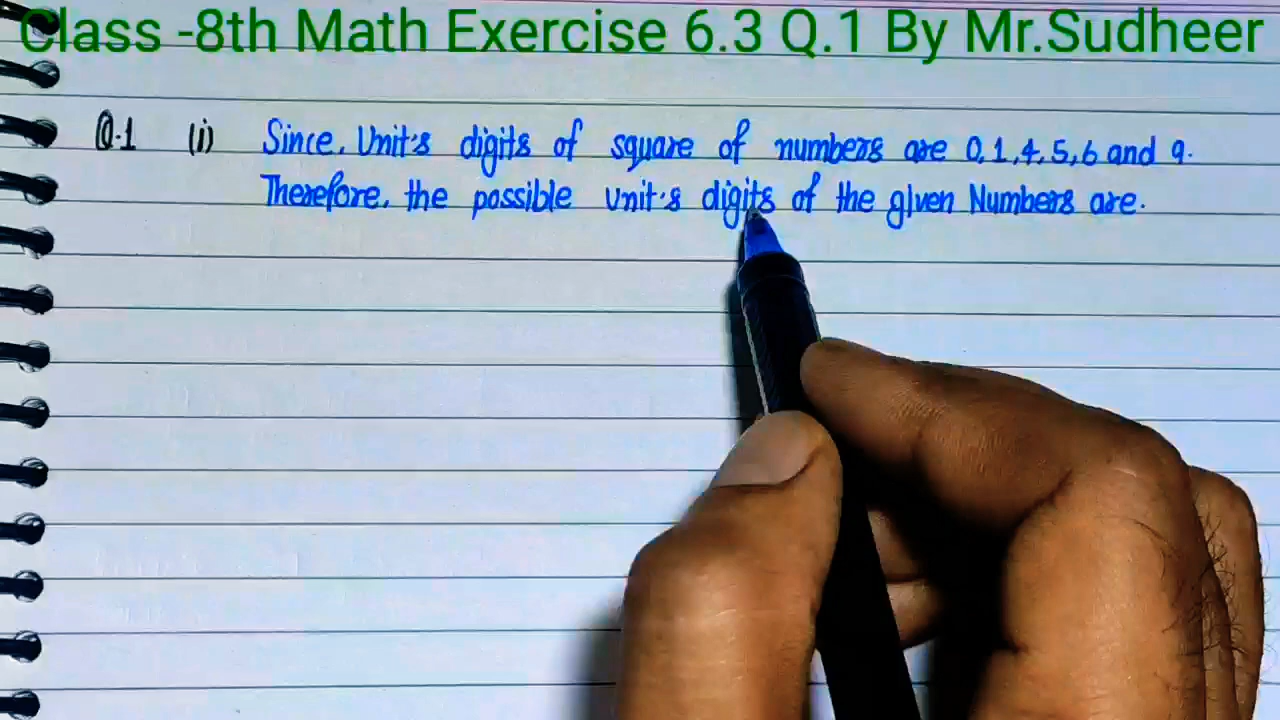 Class -8th Math Exercise 6.3 Q.1 By Mr.Sudheer
Q.1 (i) Since, Unit's digits of square of numbers are 0,1,4,5,6 and 9.
Therefore, the possible unit's digits of the given Numbers are.